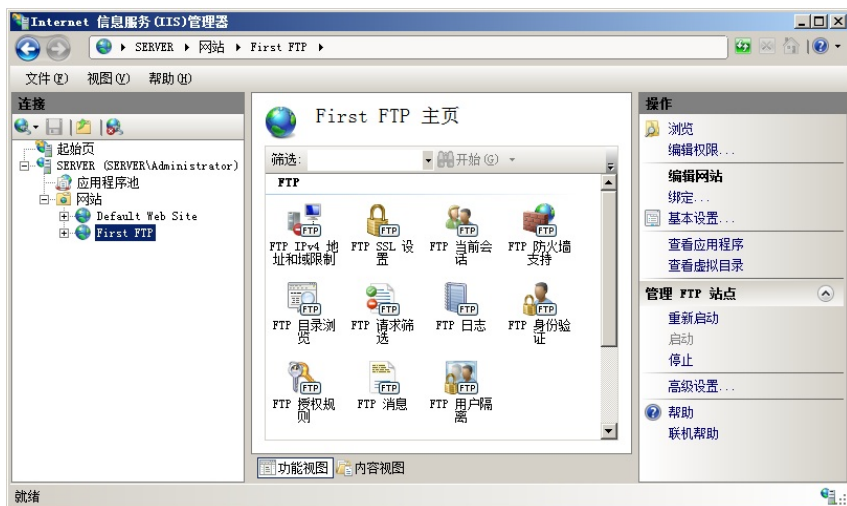 Internet 信息服务(IIS)管理器
SERVER ▸ 网站 ▸ First FTP ▸
文件(F) 视图(V) 帮助(H)
连接
起始页
SERVER (SERVER\Administrator)
应用程序池
网站
Default Web Site
First FTP
First FTP 主页
筛选: 开始(G)
FTP
FTP IPv4 地
址和域限制
FTP SSL 设
置
FTP 当前会
话
FTP 防火墙
支持
FTP 目录浏
览
FTP 请求筛
选
FTP 日志
FTP 身份验
证
FTP 授权规
则
FTP 消息
FTP 用户隔
离
功能视图 内容视图
操作
浏览
编辑权限...
编辑网站
绑定...
基本设置...
查看应用程序
查看虚拟目录
管理 FTP 站点
重新启动
启动
停止
高级设置...
帮助
联机帮助
就绪